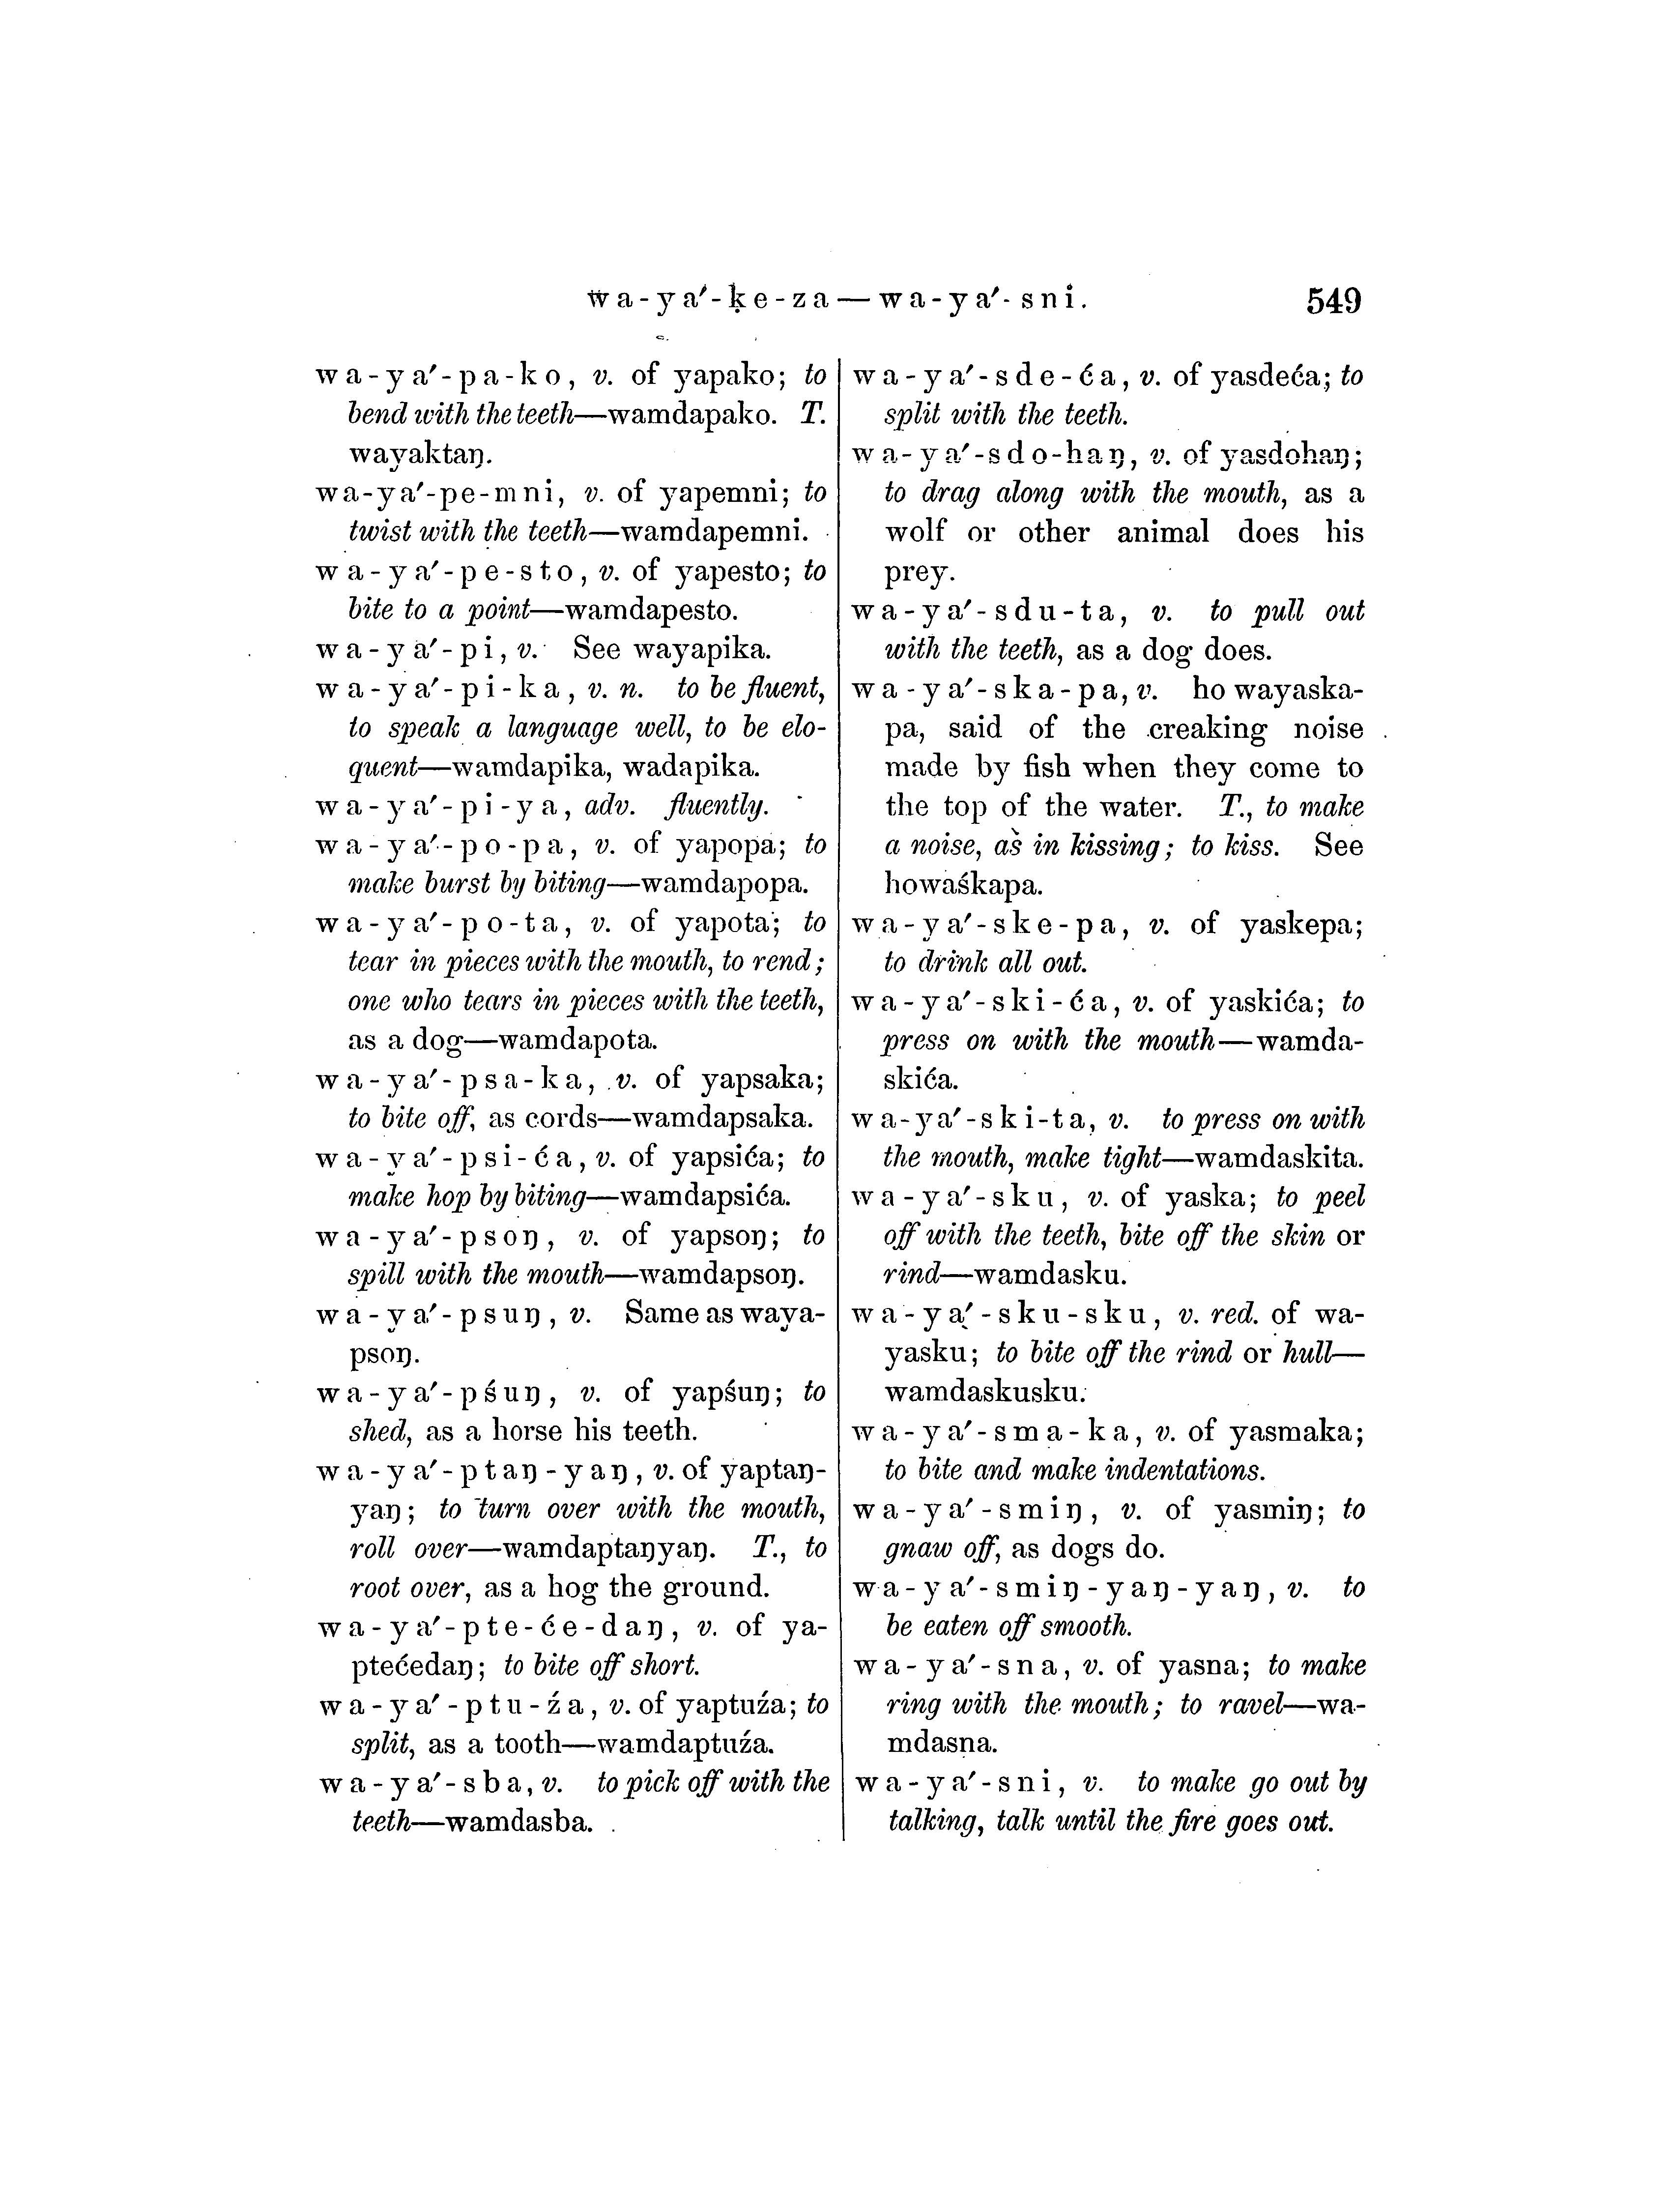 wa-ya′-ḳe-za—wa-ya′-sni. 549
wa-ya′-pa-ko, v. of yapako; to
bend with the teeth—wamdapako. T.
wayaktaŋ.
wa-ya′-pe-mni, v. of yapemni; to
twist with the teeth—wamdapemni.
wa-ya′-pe-sto, v. of yapesto; to
bite to a point—wamdapesto.
wa-ya′-pi, v. See wayapika.
wa-ya′-pi-ka, v. n. to be fluent,
to speak a language well, to be elo-
quent—wamdapika, wadapika.
wa-ya′-pi-ya, adv. fluently.
wa-ya′-po-pa, v. of yapopa; to
make burst by biting—wamdapopa.
wa-ya′-po-ta, v. of yapota; to
tear in pieces with the mouth, to rend;
one who tears in pieces with the teeth,
as a dog—wamdapota.
wa-ya′-psa-ka, v. of yapsaka;
to bite off, as cords—wamdapsaka.
wa-ya′-psi-ća, v. of yapsića; to
make hop by biting—wamdapsića.
wa-ya′-psoŋ, v. of yapsoŋ; to
spill with the mouth—wamdapsoŋ.
wa-ya′-psuŋ, v. Same as waya-
psoŋ.
wa-ya′-pśuŋ, v. of yapśuŋ; to
shed, as a horse his teeth.
wa-ya′-ptaŋ-yaŋ, v. of yaptaŋ-
yaŋ; to turn over with the mouth,
roll over—wamdaptaŋyaŋ. T., to
root over, as a hog the ground.
wa-ya′-pte-će-daŋ, v. of ya-
ptećedaŋ; to bite off short.
wa-ya′-ptu-źa, v. of yaptuźa; to
split, as a tooth—wamdaptuźa.
wa-ya′-sba, v. to pick off with the
teeth—wamdasba.
wa-ya′-sde-ća, v. of yasdeća; to
split with the teeth.
wa-ya′-sdo-haŋ, v. of yasdohaŋ;
to drag along with the mouth, as a
wolf or other animal does his
prey.
wa-ya′-sdu-ta, v. to pull out
with the teeth, as a dog does.
wa-ya′-ska-pa, v. ho wayaska-
pa, said of the creaking noise
made by fish when they come to
the top of the water. T., to make
a noise, as in kissing; to kiss. See
howaśkapa.
wa-ya′-ske-pa, v. of yaskepa;
to drink all out.
wa-ya′-ski-ća, v. of yaskića; to
press on with the mouth—wamda-
skića.
wa-ya′-ski-ta, v. to press on with
the mouth, make tight—wamdaskita.
wa-ya′-sku, v. of yaska; to peel
off with the teeth, bite off the skin or
rind—wamdasku.
wa-ya′-sku-sku, v. red. of wa-
yasku; to bite off the rind or hull—
wamdaskusku.
wa-ya′-sma-ka, v. of yasmaka;
to bite and make indentations.
wa-ya′-smiŋ, v. of yasmiŋ; to
gnaw off, as dogs do.
wa-ya′-smiŋ-yaŋ-yaŋ, v. to
be eaten off smooth.
wa-ya′-sna, v. of yasna; to make
ring with the mouth; to ravel—wa-
mdasna.
wa-ya′-sni, v. to make go out by
talking, talk until the fire goes out.